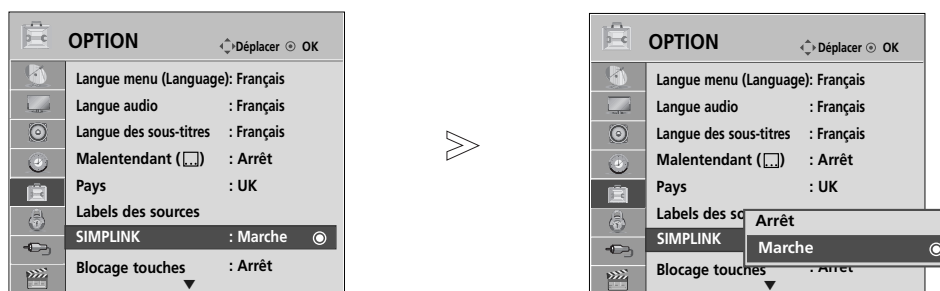 OPTION Déplacer OK
Langue menu (Language): Français
Langue audio : Français
Langue des sous-titres : Français
Malentendant ( ) : Arrêt
Pays : UK
Labels des sources
SIMPLINK : Marche
Blocage touches : Arrêt
OPTION Déplacer OK
Langue menu (Language): Français
Langue audio : Français
Langue des sous-titres : Français
Malentendant ( ) : Arrêt
Pays : UK
Labels des so
Arrêt
SIMPLINK
Marche
Blocage touches : Arrêt